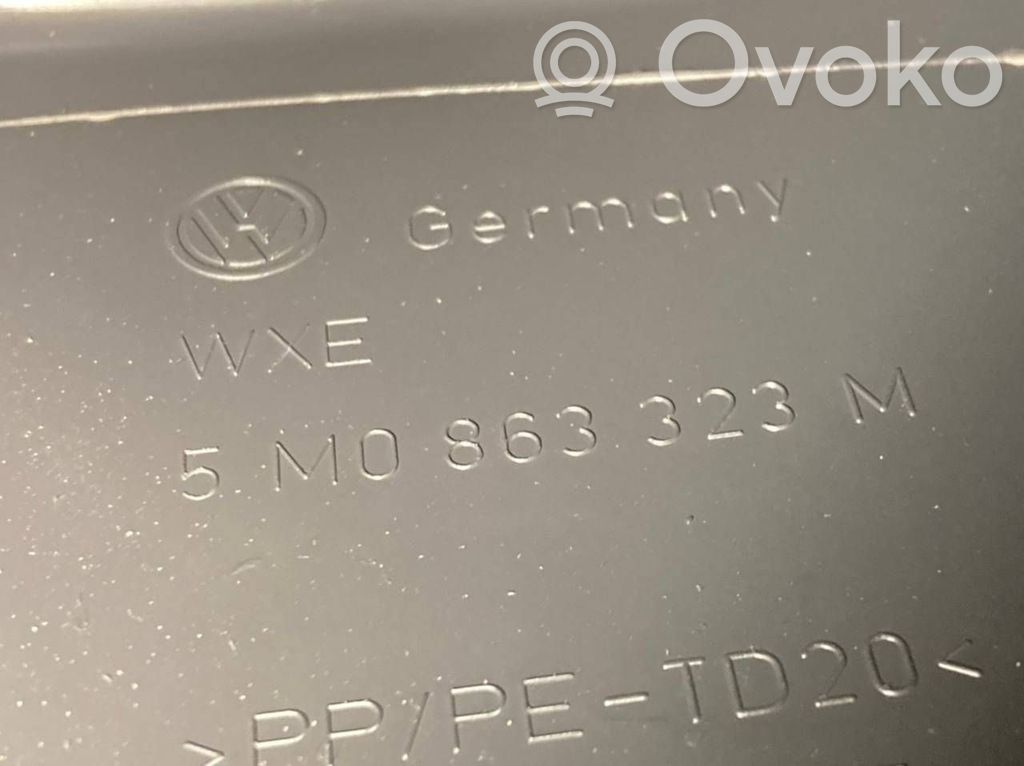 Ovoko
Germany
WXE
5 M0 863 323 M
>PP/PE-TD20<